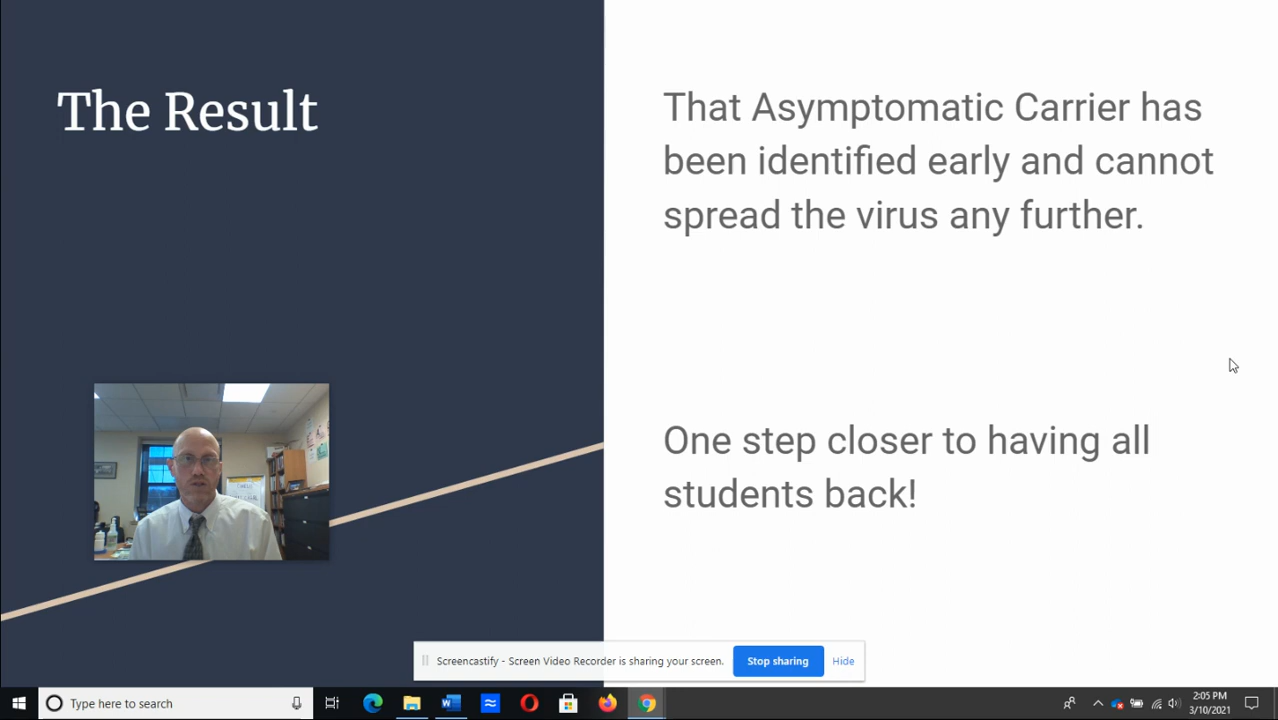 The Result
That Asymptomatic Carrier has
been identified early and cannot
spread the virus any further.
One step closer to having all
students back!
Screencastify - Screen Video Recorder is sharing your screen.
Stop sharing
Hide
Type here to search
2:05 PM
3/10/2021